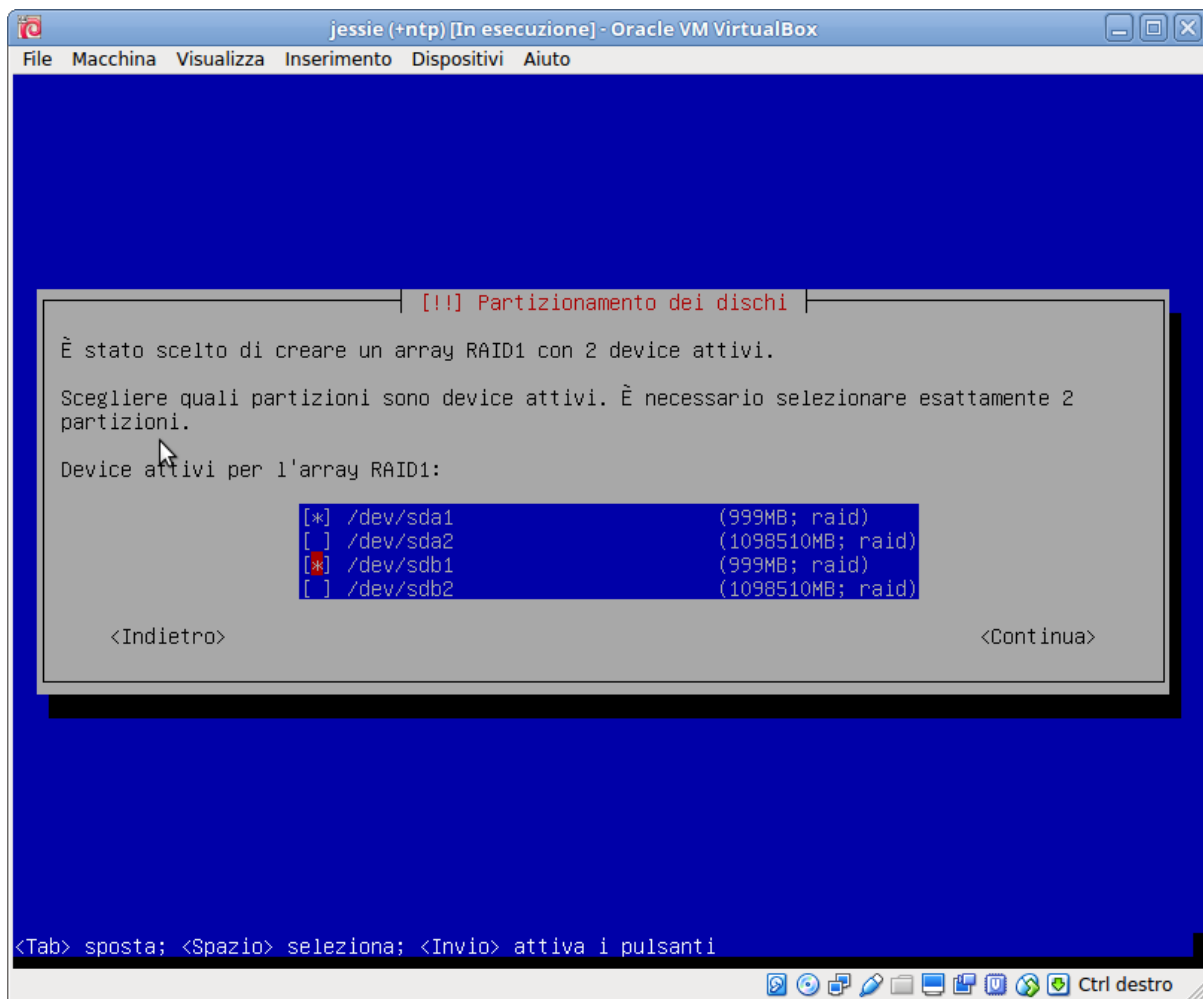 jessie (+ntp) [In esecuzione] - Oracle VM VirtualBox
File Macchina Visualizza Inserimento Dispositivi Aiuto
[!!] Partizionamento dei dischi
È stato scelto di creare un array RAID1 con 2 device attivi.
Scegliere quali partizioni sono device attivi. È necessario selezionare esattamente 2
partizioni.
Device attivi per l'array RAID1:
[*] /dev/sda1 (999MB; raid)
[ ] /dev/sda2 (1098510MB; raid)
[*] /dev/sdb1 (999MB; raid)
[ ] /dev/sdb2 (1098510MB; raid)
<Indietro> <Continua>
<Tab> sposta; <Spazio> seleziona; <Invio> attiva i pulsanti
Ctrl destro